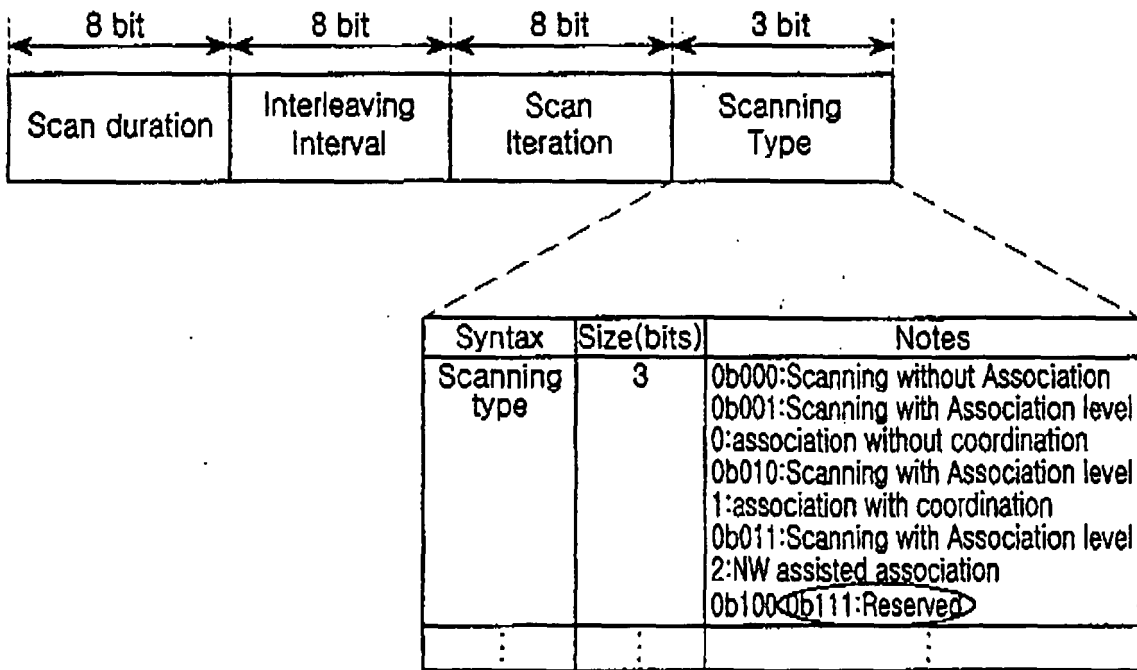 8 bit 8 bit 8 bit 3 bit
Scan duration
Interleaving
Interval
Scan
Iteration
Scanning
Type
Syntax Size(bits) Notes
Scanning
type
3
0b000:Scanning without Association
0b001:Scanning with Association level
0:association without coordination
0b010:Scanning with Association level
1:association with coordination
0b011:Scanning with Association level
2:NW assisted association
0b100-0b111:Reserved